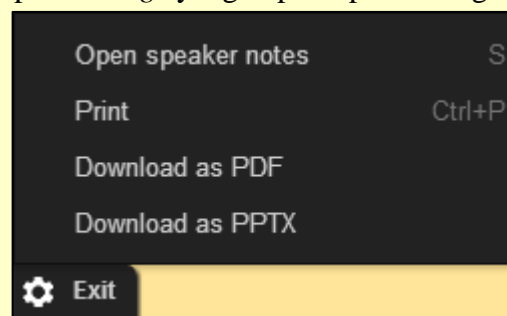 Open speaker notes S
Print Ctrl+P
Download as PDF
Download as PPTX
Exit